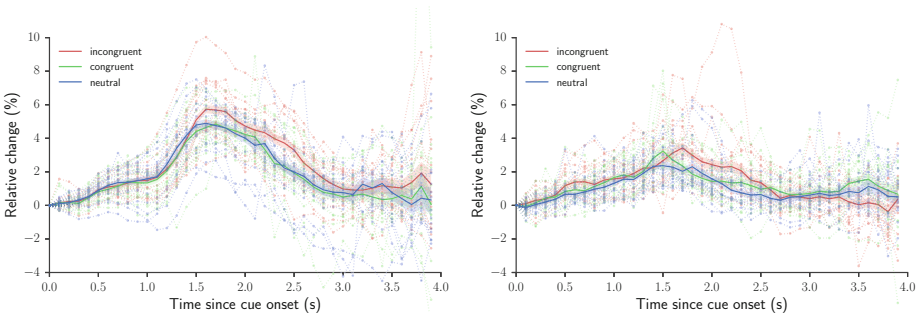 10
8
6
4
2
0
−2
−4
0.0 0.5 1.0 1.5 2.0 2.5 3.0 3.5 4.0
Relative change (%)
Time since cue onset (s)
incongruent
congruent
neutral
10
8
6
4
2
0
−2
−4
0.0 0.5 1.0 1.5 2.0 2.5 3.0 3.5 4.0
Relative change (%)
Time since cue onset (s)
incongruent
congruent
neutral